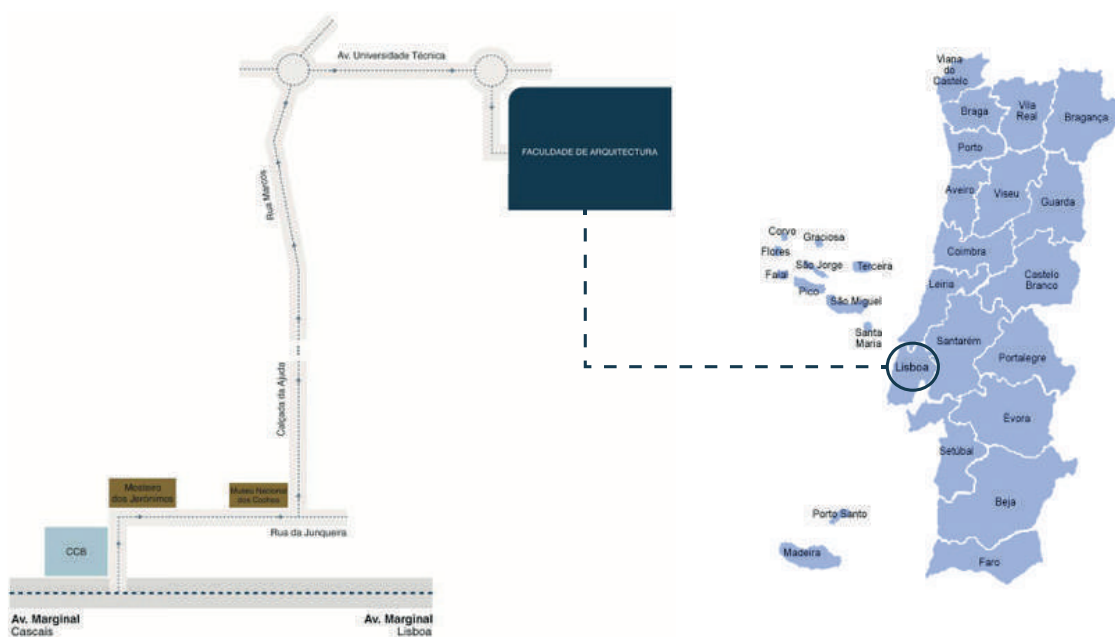 Av. Universidade Técnica
FACULDADE DE ARQUITECTURA
Rua Marcos
Calçada da Ajuda
Mosteiro
dos Jerónimos
Museu Nacional
dos Coches
Rua da Junqueira
CCB
Av. Marginal
Cascais
Av. Marginal
Lisboa
Viana
do
Castelo
Braga
Vila
Real
Bragança
Porto
Aveiro
Viseu
Guarda
Coimbra
Castelo
Branco
Leiria
Santarém
Portalegre
Lisboa
Évora
Setúbal
Beja
Faro
Corvo
Graciosa
Flores
São Jorge
Terceira
Faial
Pico
São Miguel
Santa
Maria
Porto Santo
Madeira